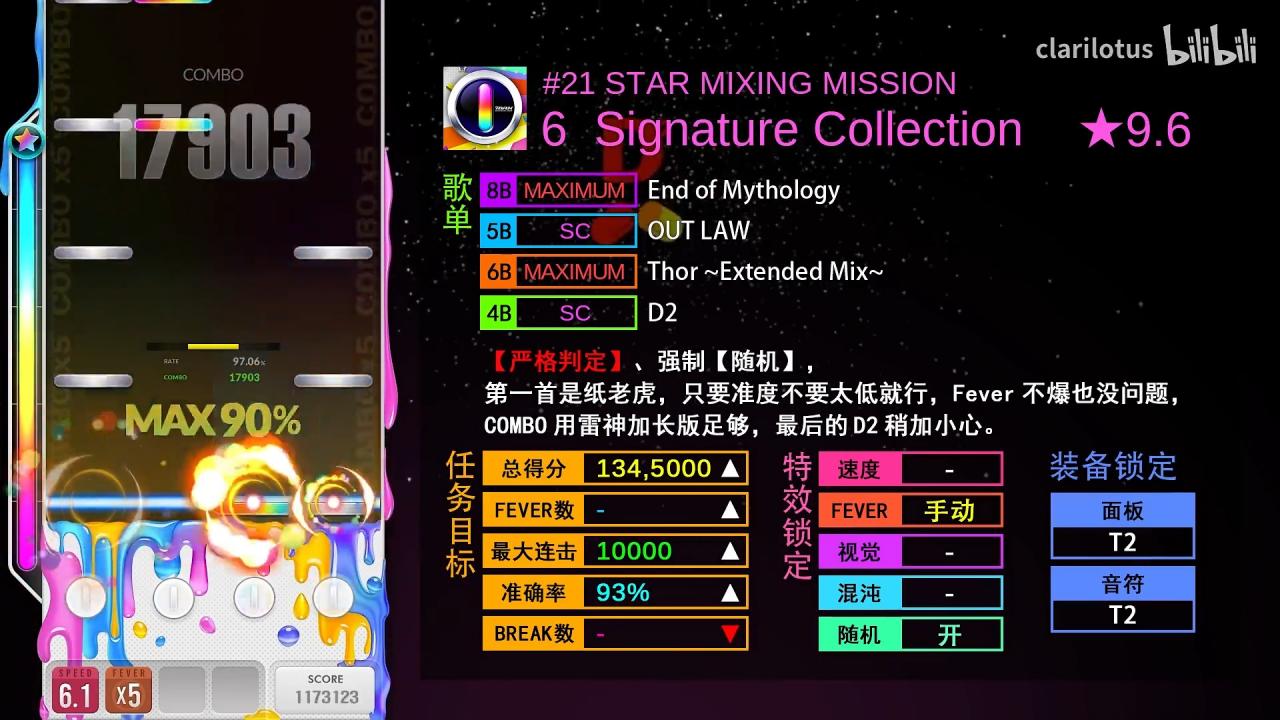 COMBO
17903
RATE 97.06%
COMBO 17903
MAX 90%
SPEED
6.1
FEVER
x5
SCORE
1173123
clarilotus bilibili
#21 STAR MIXING MISSION
6 Signature Collection ★9.6
歌单
8B MAXIMUM End of Mythology
5B SC OUT LAW
6B MAXIMUM Thor ~Extended Mix~
4B SC D2
【严格判定】、强制【随机】,
第一首是纸老虎，只要准度不要太低就行，Fever 不爆也没问题，
COMBO 用雷神加长版足够，最后的 D2 稍加小心。
任务目标
总得分 134,5000 ▲
FEVER数 - ▲
最大连击 10000 ▲
准确率 93% ▲
BREAK数 - ▼
特效锁定
速度 -
FEVER 手动
视觉 -
混沌 -
随机 开
装备锁定
面板
T2
音符
T2